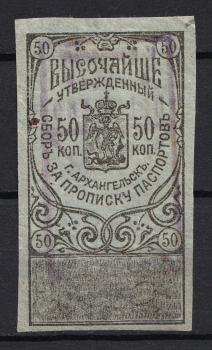 50 50
ВЫСОЧАЙШЕ
УТВЕРЖДЕННЫЙ
50 50
КОП. КОП.
Г. АРХАНГЕЛЬСКЪ.
СБОРЪ ЗА ПРОПИСКУ ПАСПОРТОВЪ
50 50